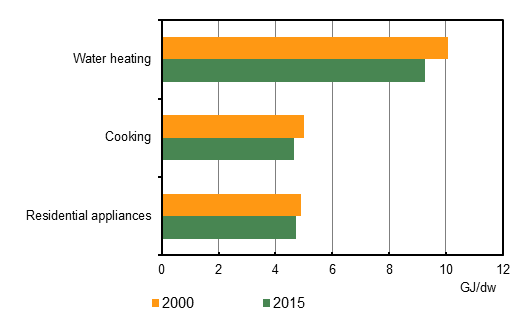 Water heating
Cooking
Residential appliances
0 2 4 6 8 10 12
GJ/dw
2000 2015